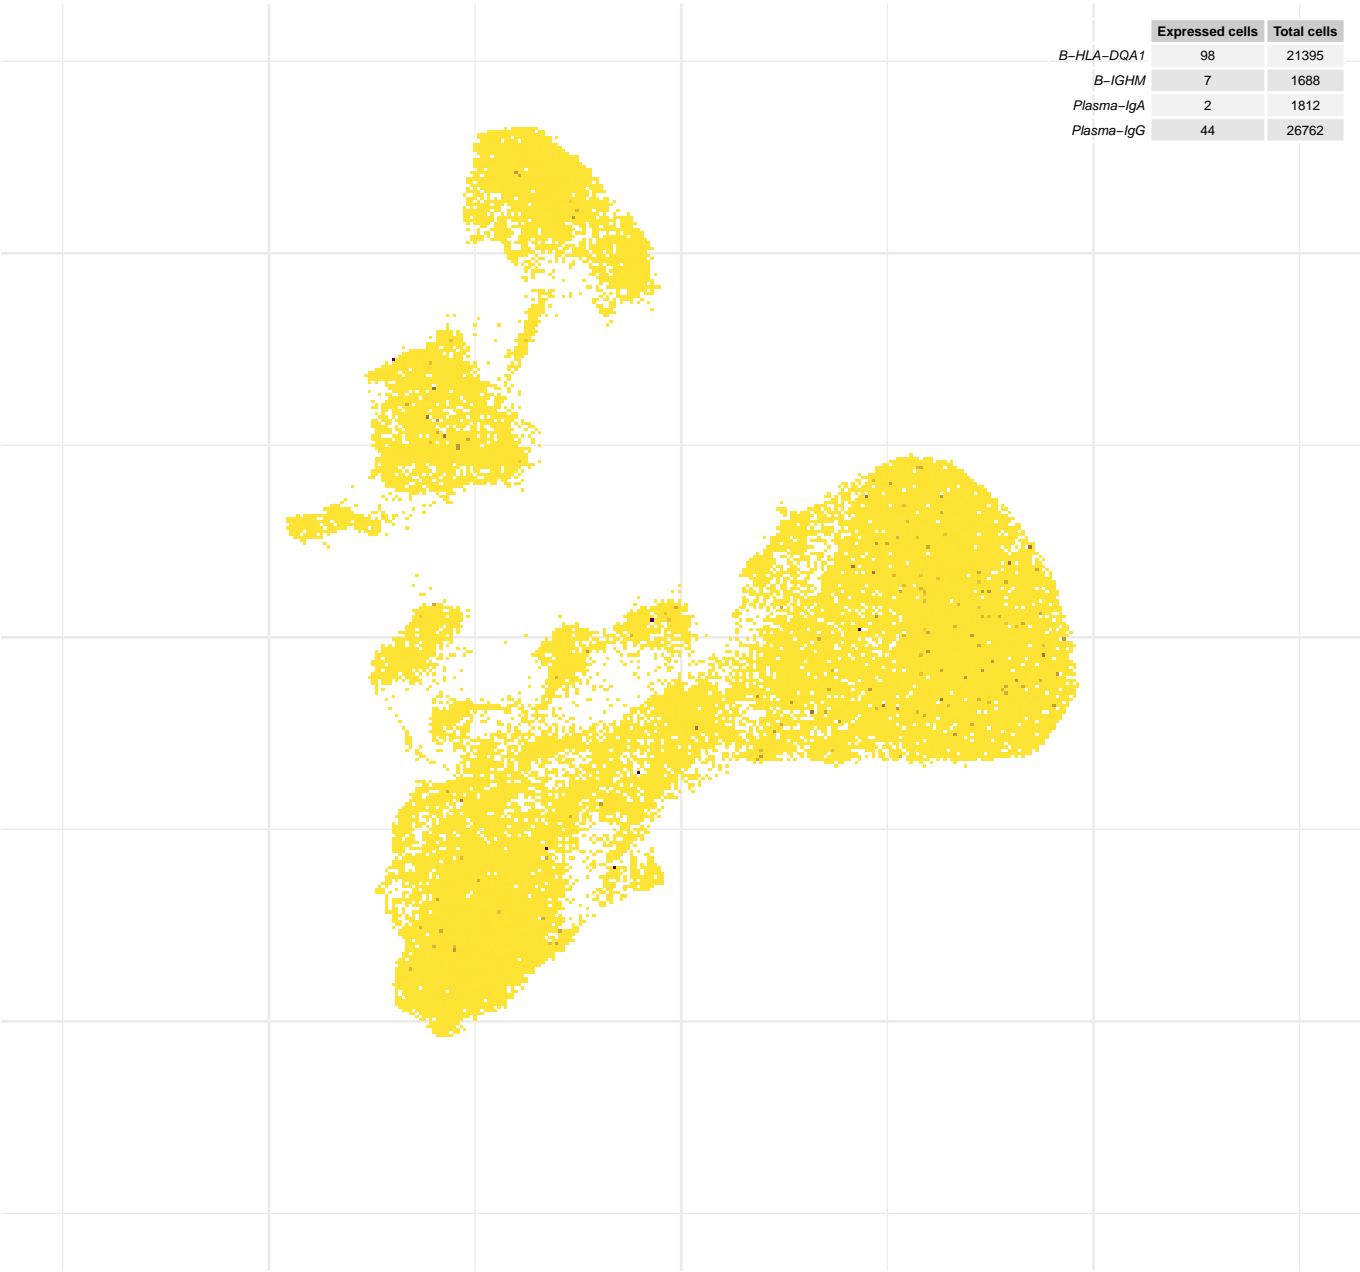 Expressed cells Total cells
B−HLA−DQA1 98 21395
B−IGHM 7 1688
Plasma−IgA 2 1812
Plasma−IgG 44 26762